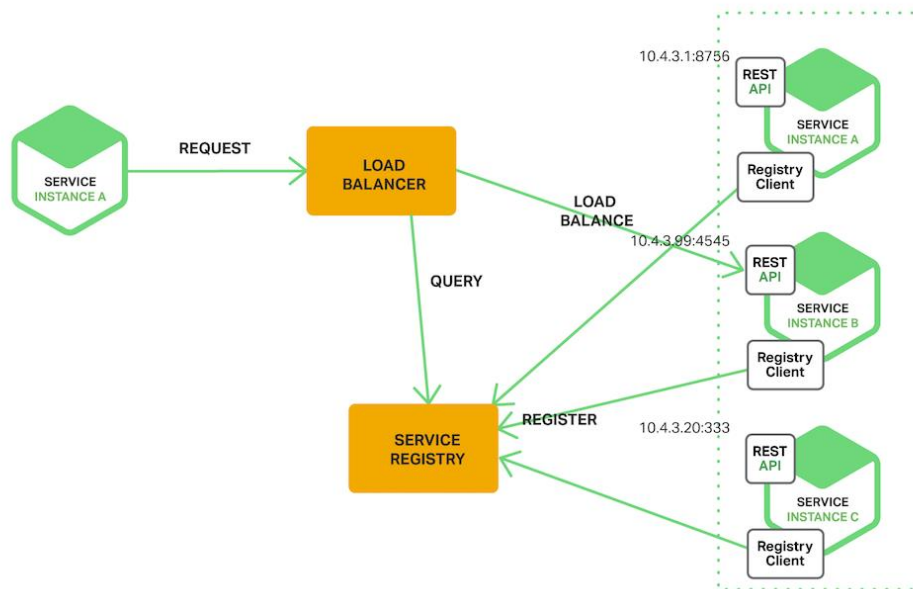 SERVICE
INSTANCE A
REQUEST
LOAD
BALANCER
QUERY
SERVICE
REGISTRY
LOAD
BALANCE
REGISTER
10.4.3.1:8756
REST
API
SERVICE
INSTANCE A
Registry
Client
10.4.3.99:4545
REST
API
SERVICE
INSTANCE B
Registry
Client
10.4.3.20:333
REST
API
SERVICE
INSTANCE C
Registry
Client